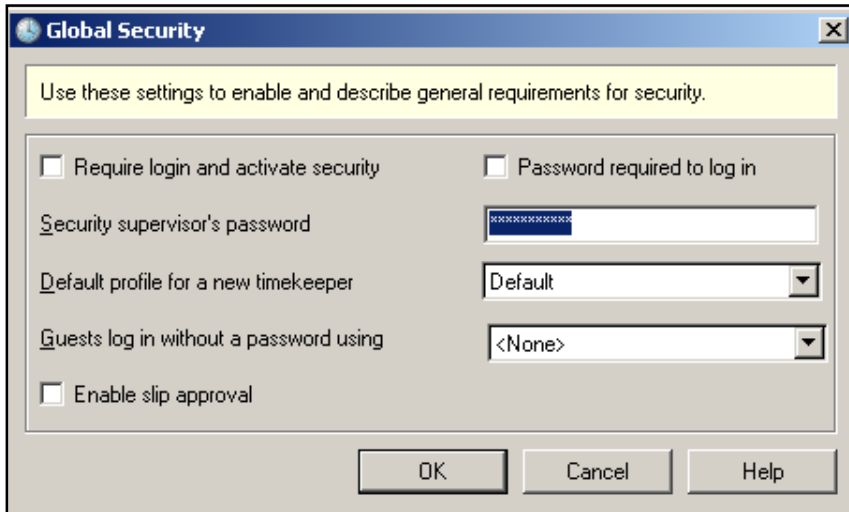 Global Security
Use these settings to enable and describe general requirements for security.
Require login and activate security
Password required to log in
Security supervisor's password
***********
Default profile for a new timekeeper
Default
Guests log in without a password using
<None>
Enable slip approval
OK
Cancel
Help